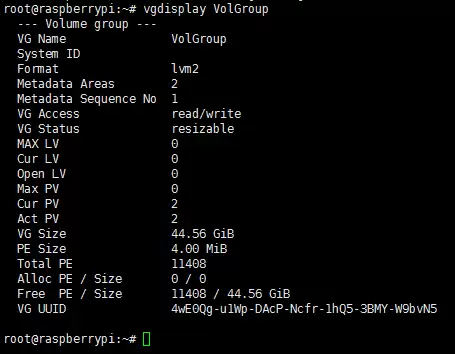 root@raspberrypi:~# vgdisplay VolGroup
--- Volume group ---
VG Name VolGroup
System ID
Format lvm2
Metadata Areas 2
Metadata Sequence No 1
VG Access read/write
VG Status resizable
MAX LV 0
Cur LV 0
Open LV 0
Max PV 0
Cur PV 2
Act PV 2
VG Size 44.56 GiB
PE Size 4.00 MiB
Total PE 11408
Alloc PE / Size 0 / 0
Free PE / Size 11408 / 44.56 GiB
VG UUID 4wE0Qg-u1Wp-DAcP-Ncfr-1hQ5-3BMY-W9bvN5
root@raspberrypi:~#